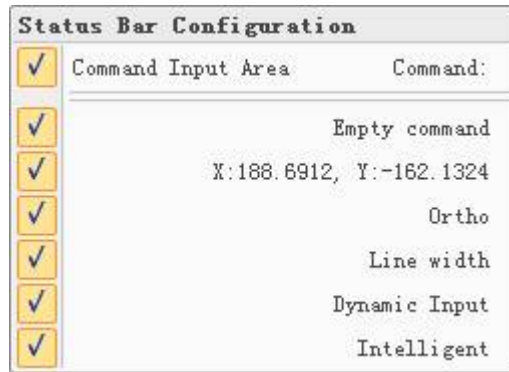 Status Bar Configuration
Command Input Area Command:
Empty command
X:188.6912, Y:-162.1324
Ortho
Line width
Dynamic Input
Intelligent